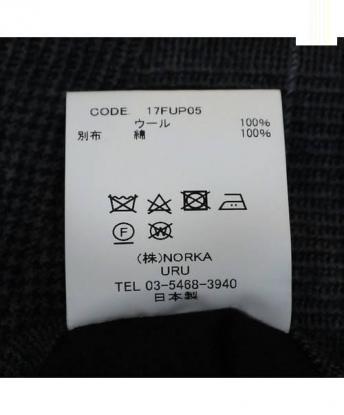 CODE. 17FUP05
ウール 100%
別布 綿 100%
F W
(株)NORKA
URU
TEL 03-5468-3940
日本製